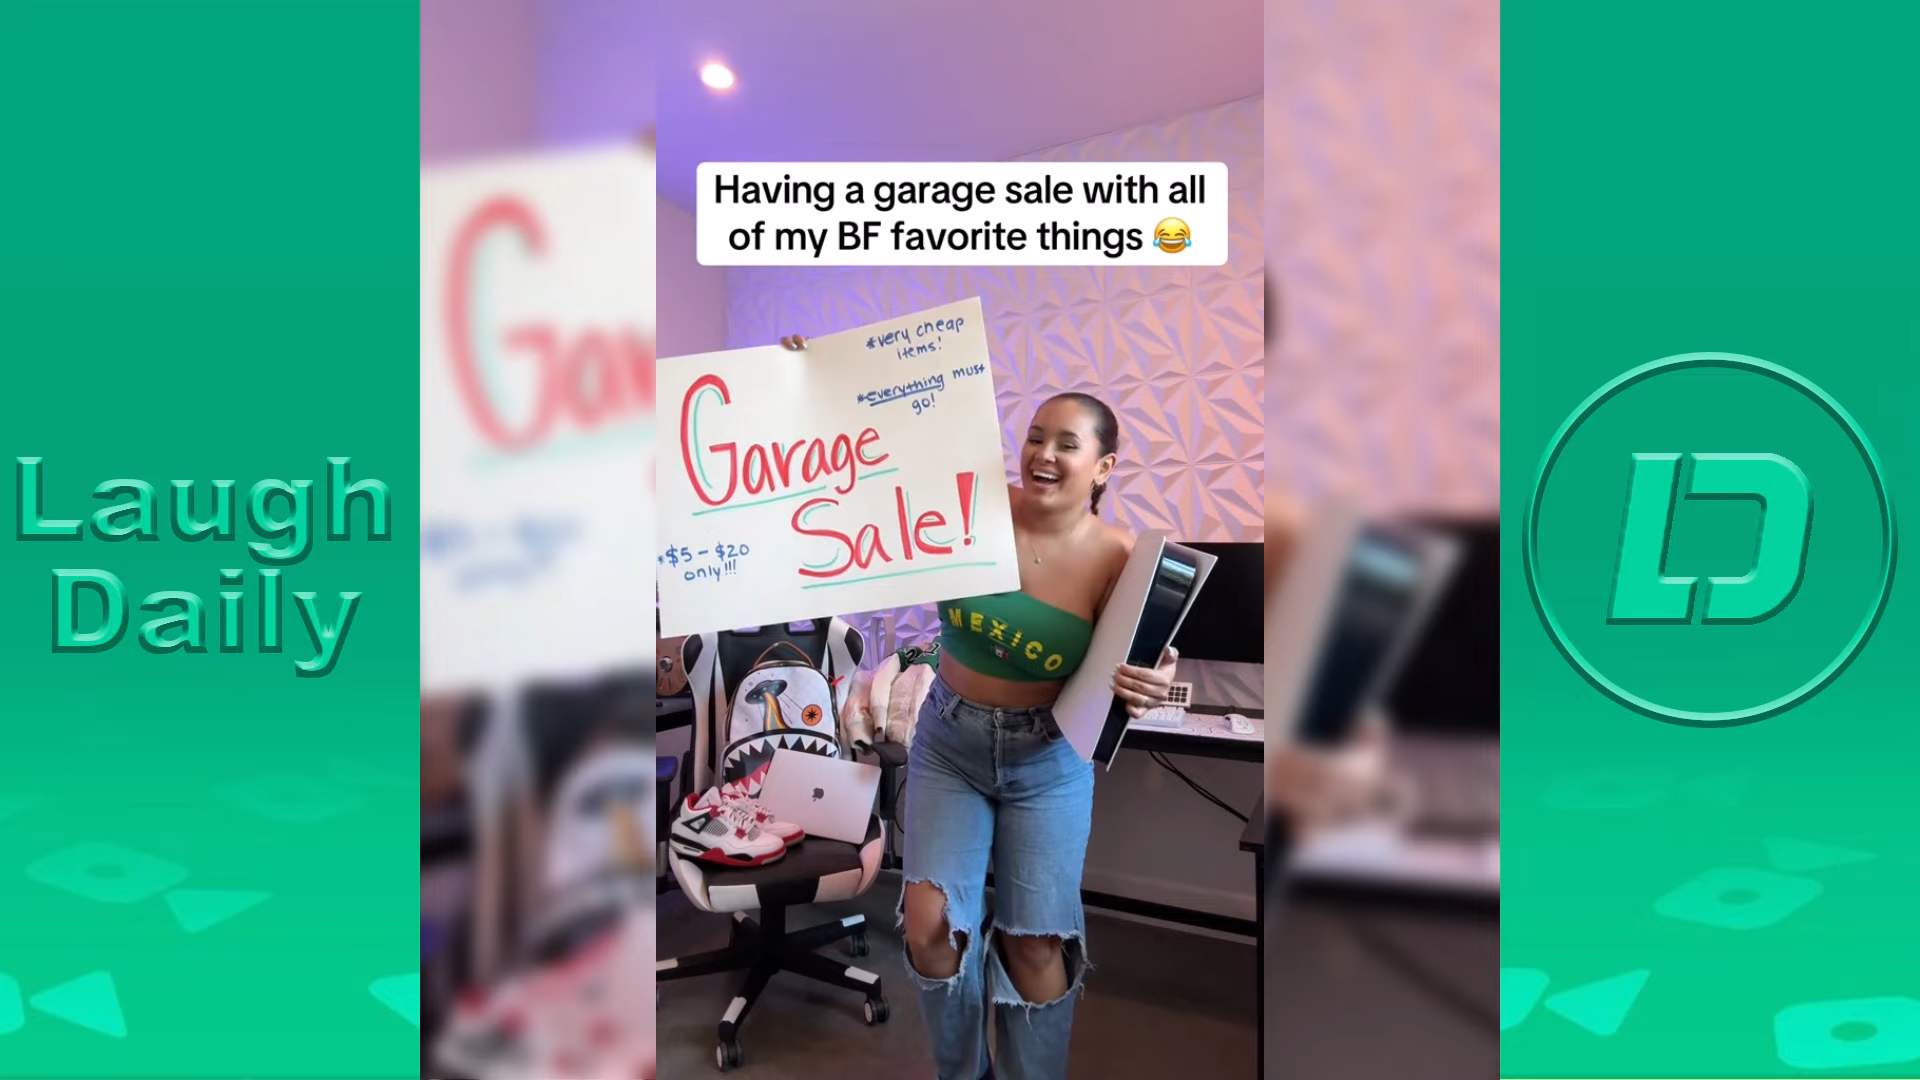 Laugh
Daily
Having a garage sale with all
of my BF favorite things 😂
*very cheap
items!
*everything must
go!
Garage
Sale!
*$5 - $20
only!!!
MEXICO
LD